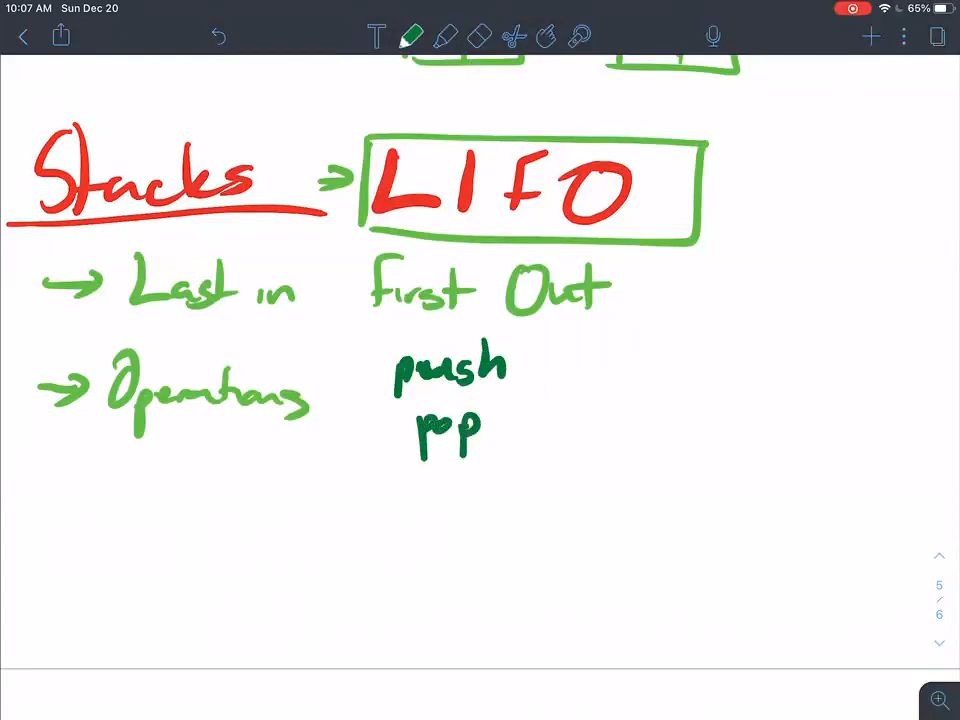 10:07 AM Sun Dec 20
65%
Stacks → LIFO
→ Last in First Out
→ Operations push
pop
5
/
6